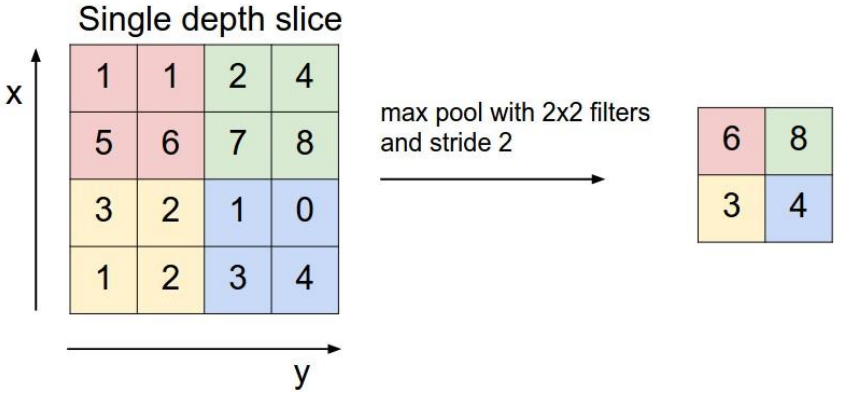 Single depth slice
x
1 1 2 4
5 6 7 8
3 2 1 0
1 2 3 4
y
max pool with 2x2 filters
and stride 2
6 8
3 4